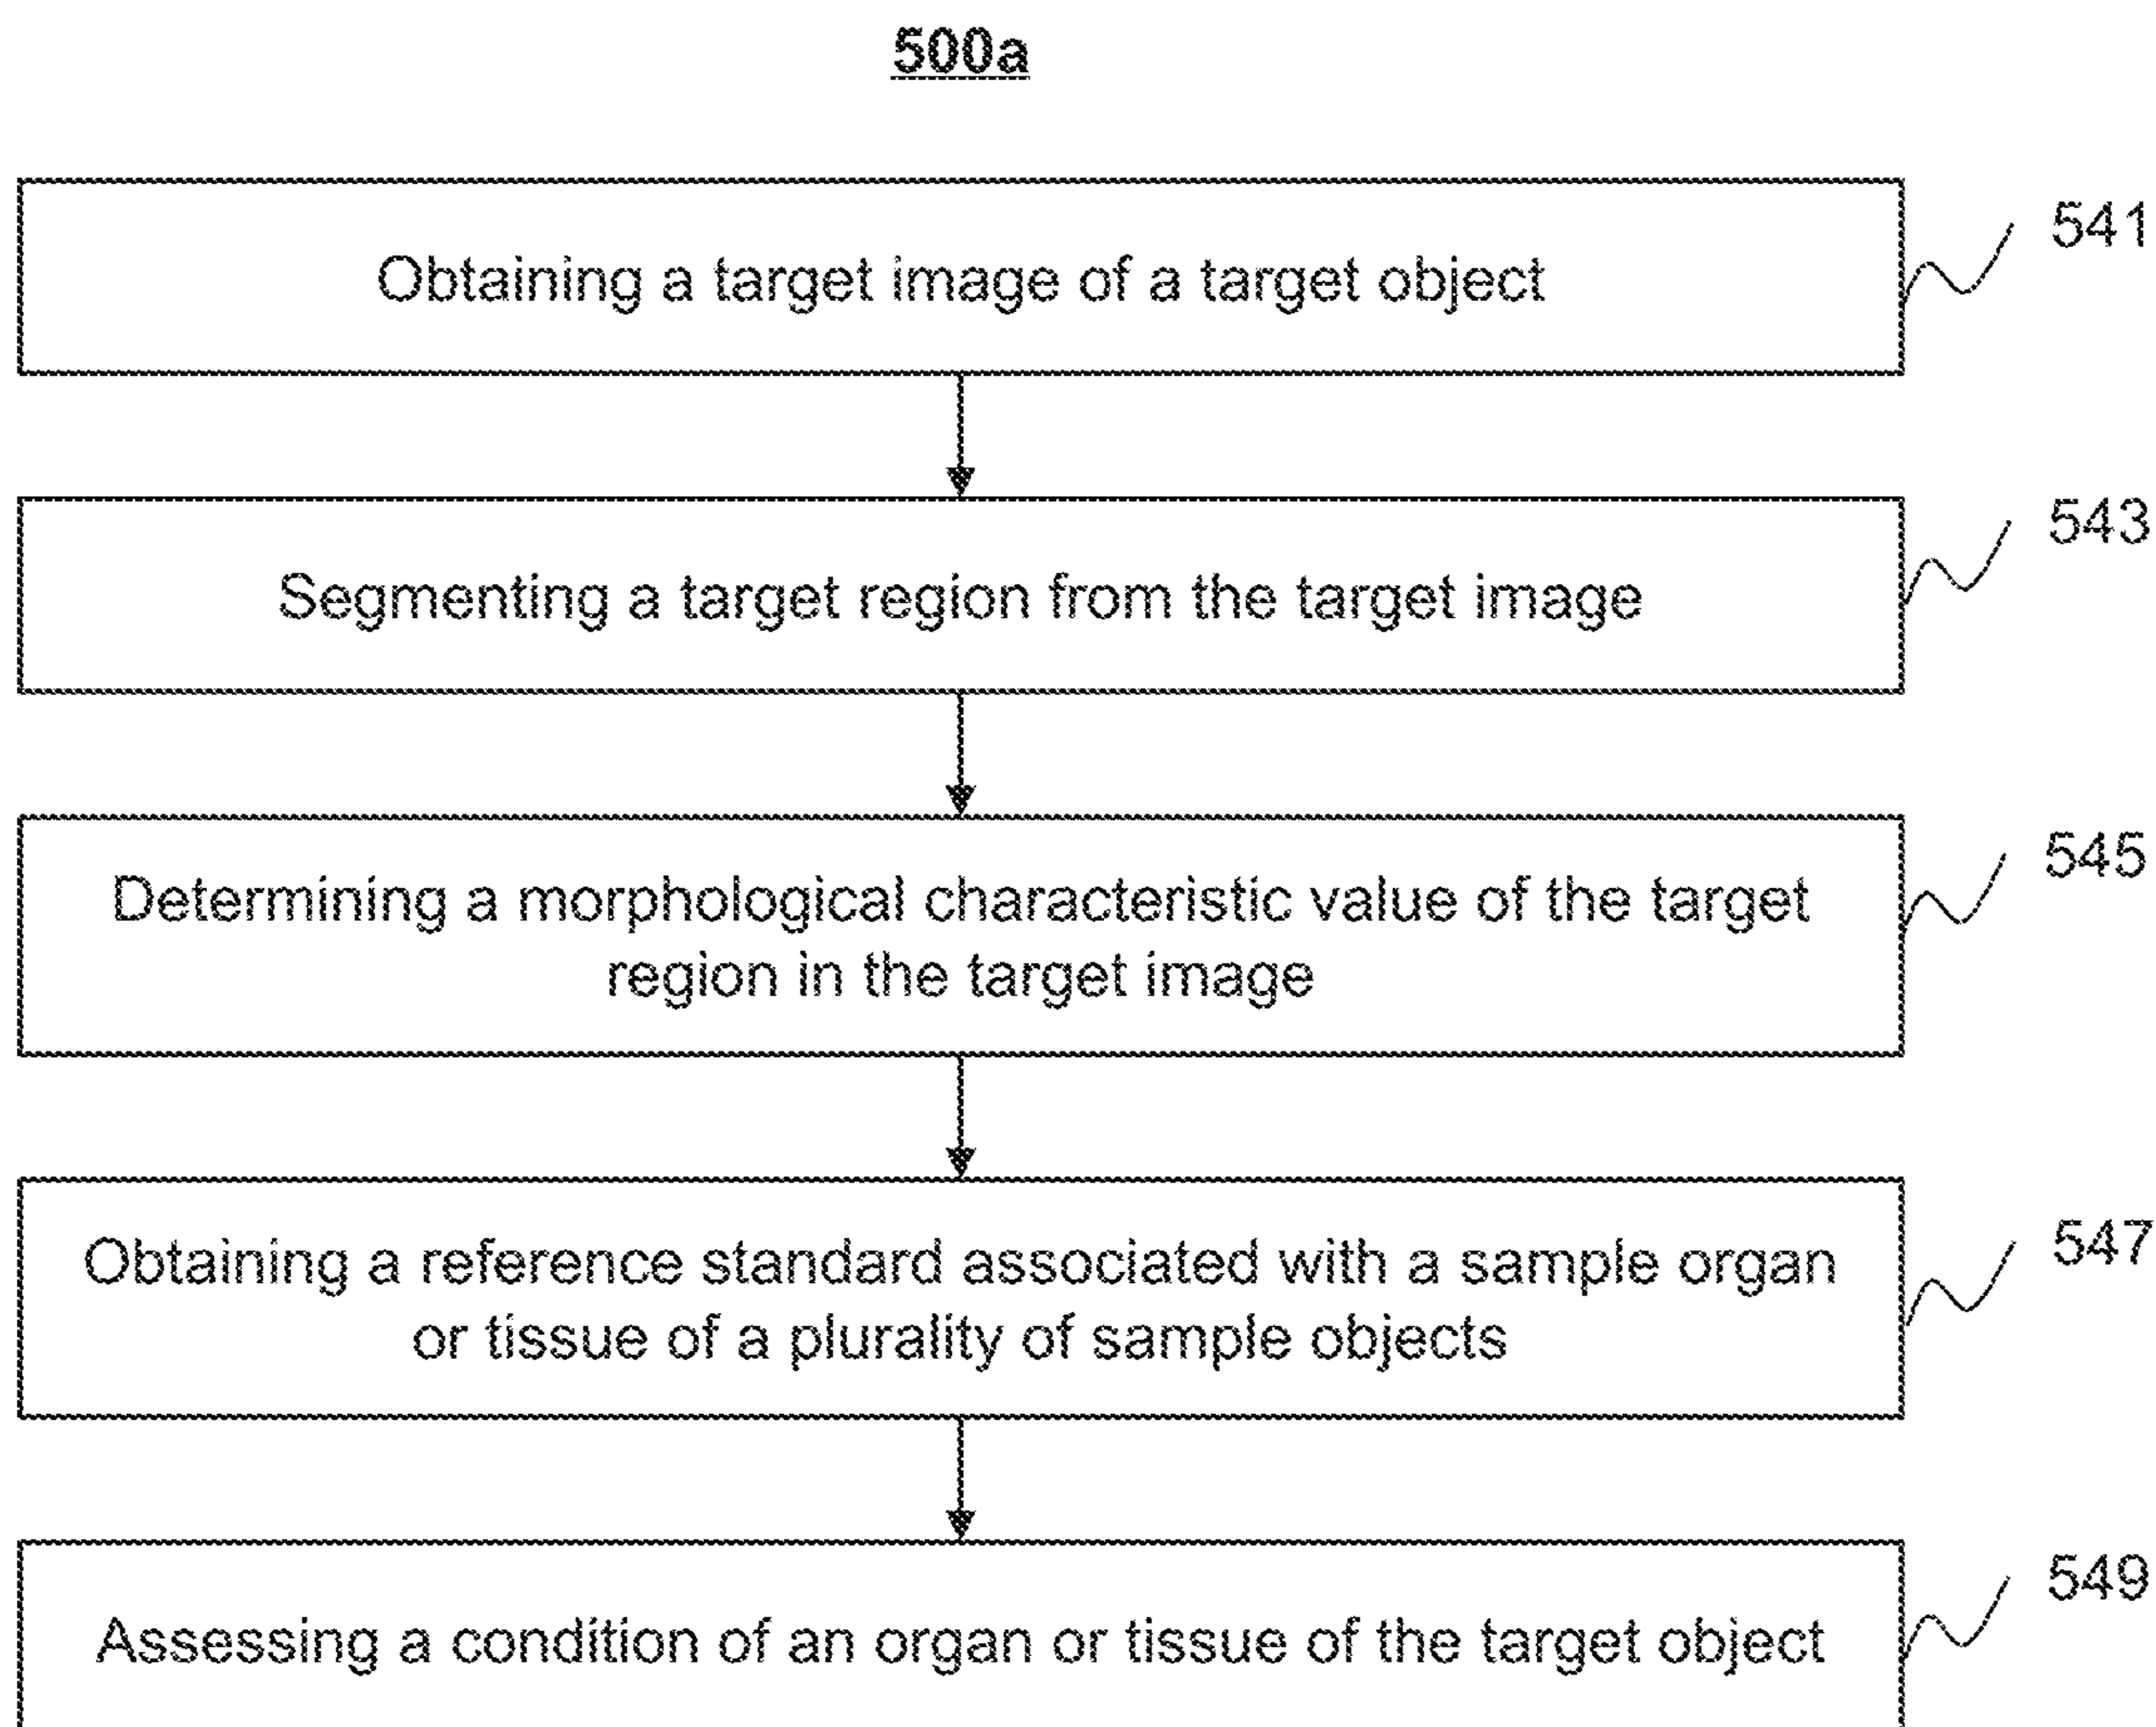 500a
Obtaining a target image of a target object
541
Segmenting a target region from the target image
543
Determining a morphological characteristic value of the target
region in the target image
545
Obtaining a reference standard associated with a sample organ
or tissue of a plurality of sample objects
547
Assessing a condition of an organ or tissue of the target object
549